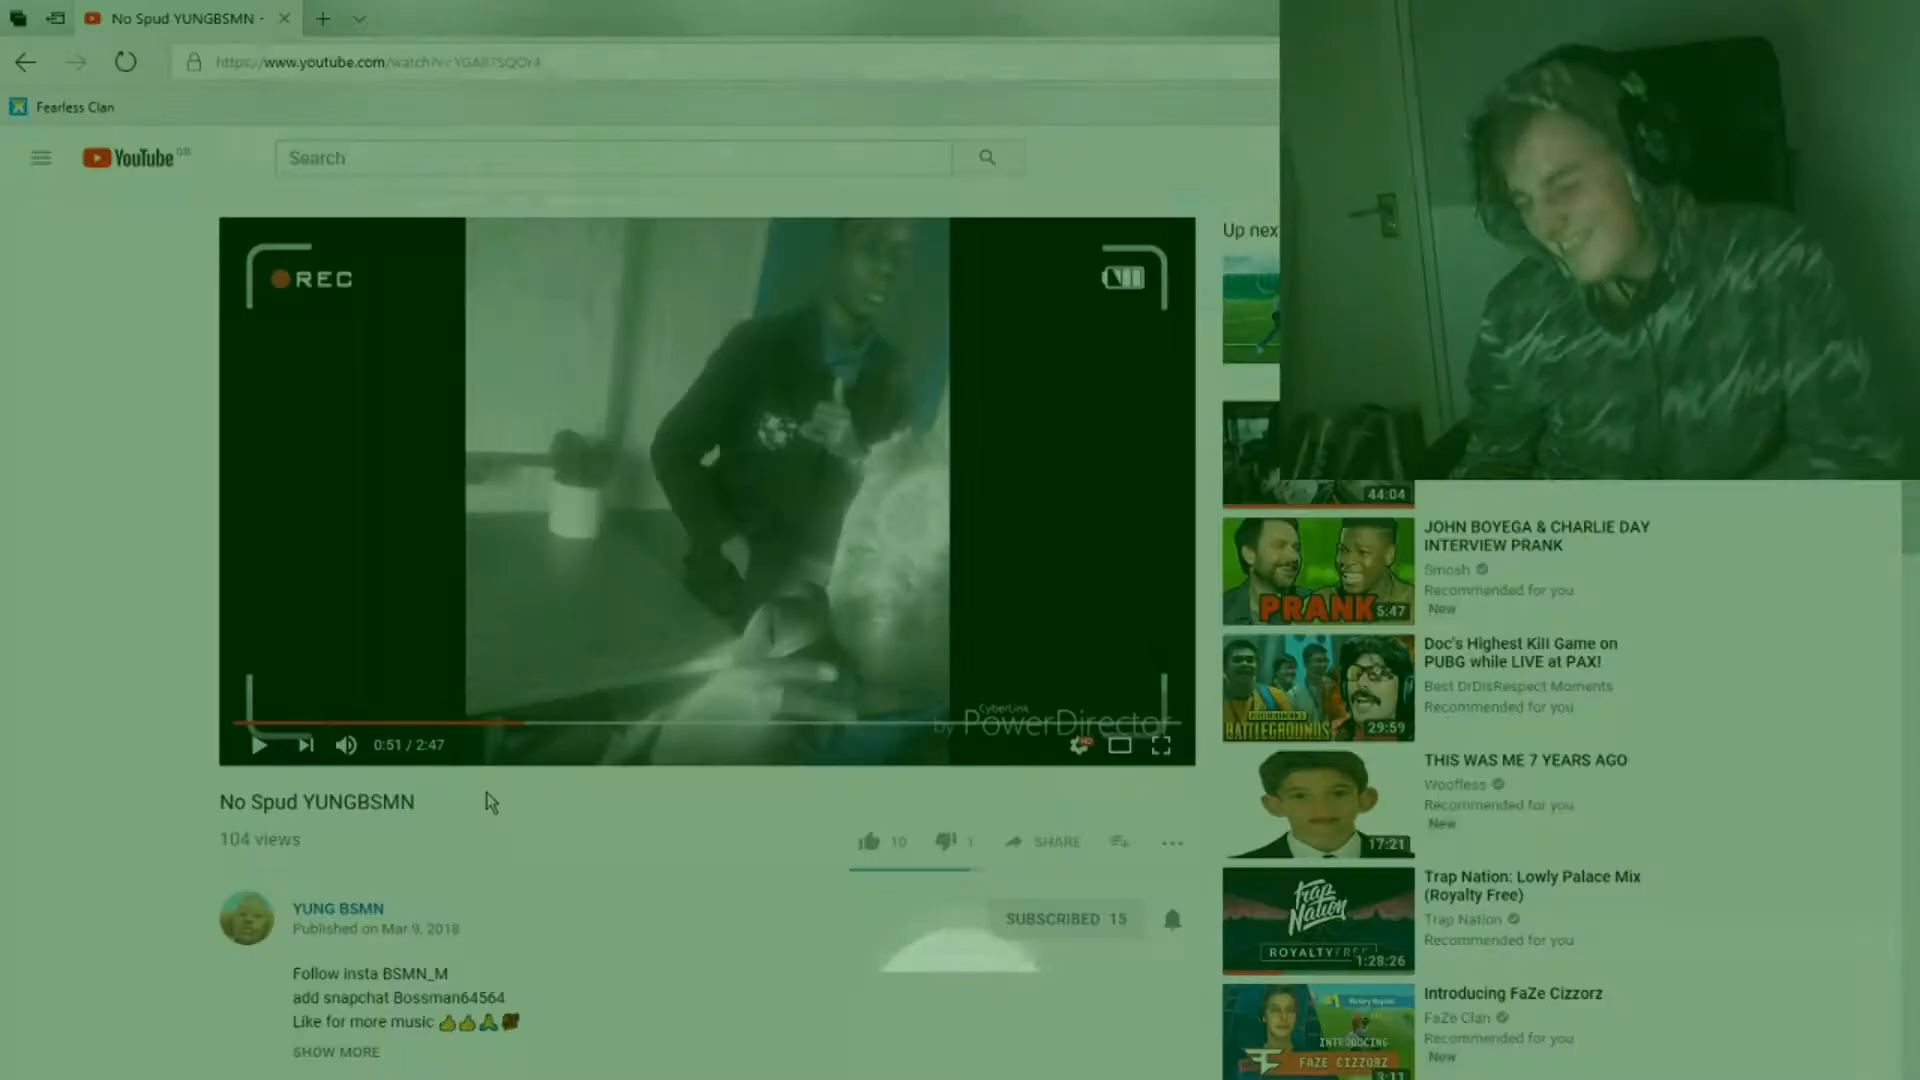 No Spud YUNGBSMN -
https://www.youtube.com/watch?v=
Fearless Clan
YouTube GB
Search
REC
Up nex
CyberLink
by PowerDirector
0:51 / 2:47
HD
44:04
JOHN BOYEGA & CHARLIE DAY
INTERVIEW PRANK
Smosh
Recommended for you
New
PRANK
5:47
Doc's Highest Kill Game on
PUBG while LIVE at PAX!
Best DrDisRespect Moments
Recommended for you
BATTLEGROUNDS
29:59
THIS WAS ME 7 YEARS AGO
Woofless
Recommended for you
New
17:21
Trap Nation: Lowly Palace Mix
(Royalty Free)
Trap Nation
Recommended for you
Trap
Nation
ROYALTY FREE
1:28:26
Introducing FaZe Cizzorz
FaZe Clan
Recommended for you
New
INTRODUCING
FAZE CIZZORZ
3:11
No Spud YUNGBSMN
104 views
10
1
SHARE
YUNG BSMN
Published on Mar 9, 2018
SUBSCRIBED 15
Follow insta BSMN_M
add snapchat Bossman64564
Like for more music 👍👍🙏
SHOW MORE